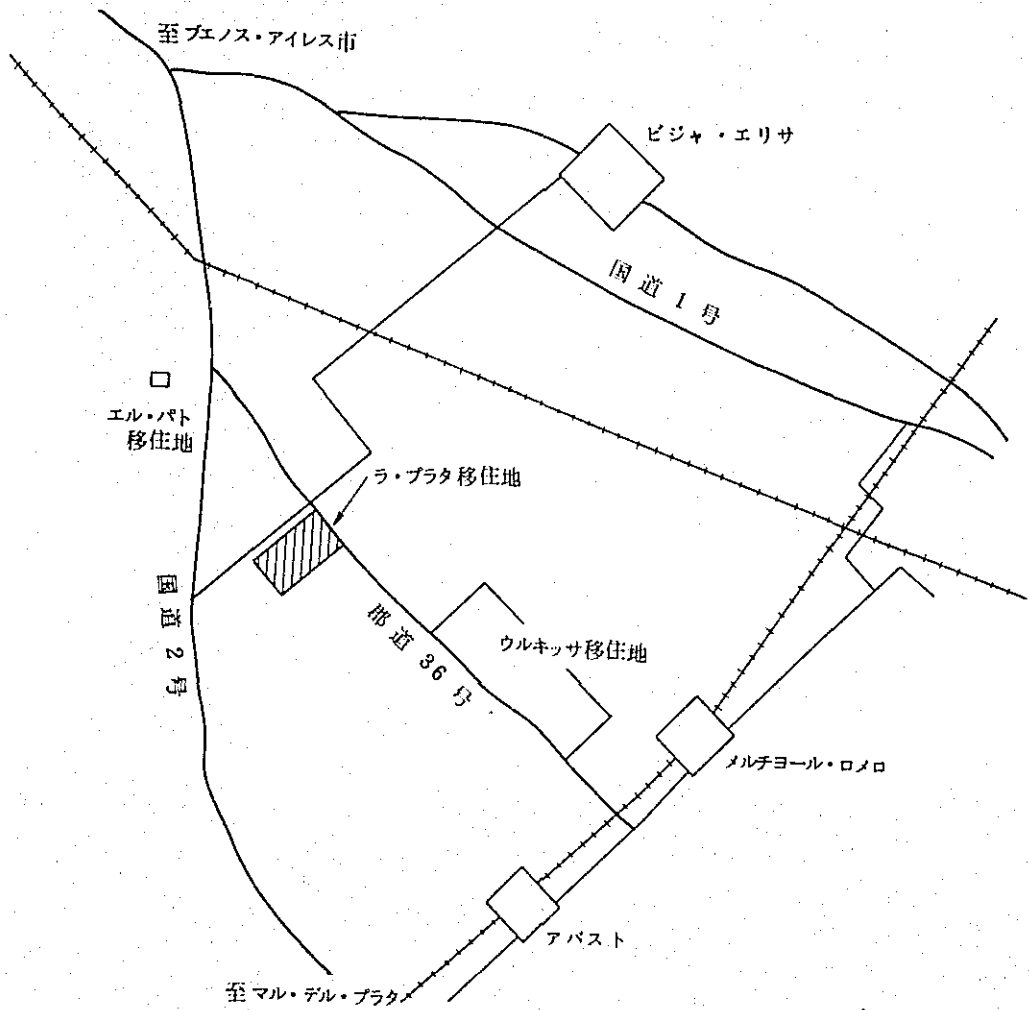 至ブエノス・アイレス市
ビジャ・エリサ
国道1号
エル・パト
移住地
ラ・プラタ移住地
国道2号
郡道36号
ウルキッサ移住地
メルチヨール・ロメロ
アバスト
至マル・デル・プラタ